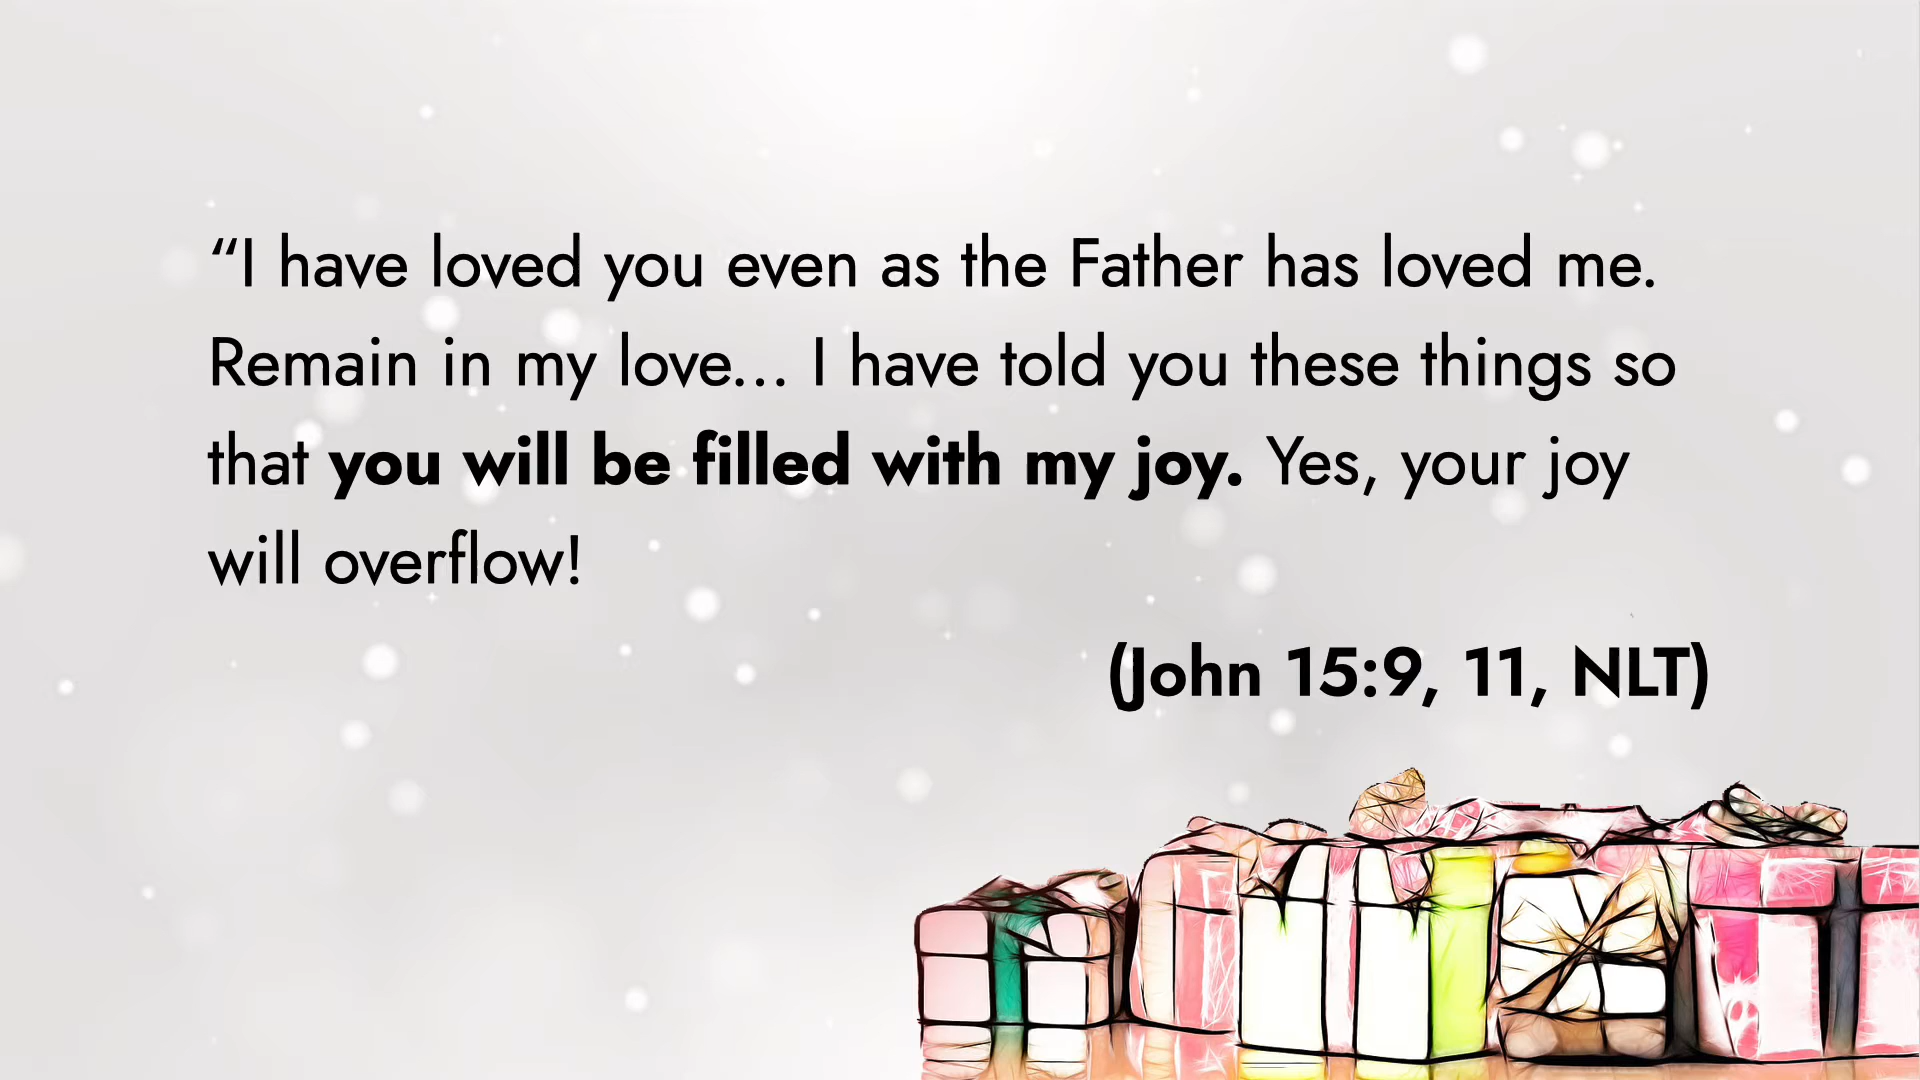 “I have loved you even as the Father has loved me.
Remain in my love… I have told you these things so
that you will be filled with my joy. Yes, your joy
will overflow!
(John 15:9, 11, NLT)